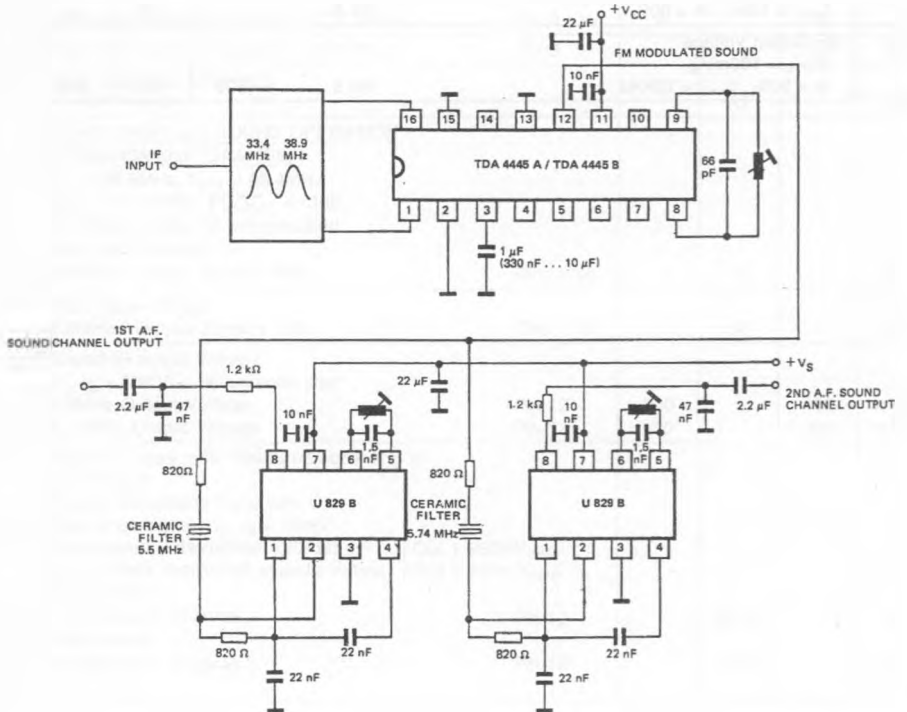 +V_CC
22 µF
FM MODULATED SOUND
10 nF
16 15 14 13 12 11 10 9
33.4 MHz
38.9 MHz
IF INPUT
TDA 4445 A / TDA 4445 B
66 pF
1 2 3 4 5 6 7 8
1 µF
(330 nF ... 10 µF)
1ST A.F.
SOUND CHANNEL OUTPUT
+V_S
1.2 kΩ
22 µF
2ND A.F. SOUND
CHANNEL OUTPUT
2.2 µF
47 nF
10 nF
1.5 nF
1.2 kΩ
10 nF
1.5 nF
47 nF
2.2 µF
8 7 6 5
8 7 6 5
820 Ω
U 829 B
820 Ω
U 829 B
CERAMIC
FILTER
5.5 MHz
CERAMIC
FILTER
5.74 MHz
1 2 3 4
2 3 4
820 Ω
22 nF
820 Ω
22 nF
22 nF
22 nF